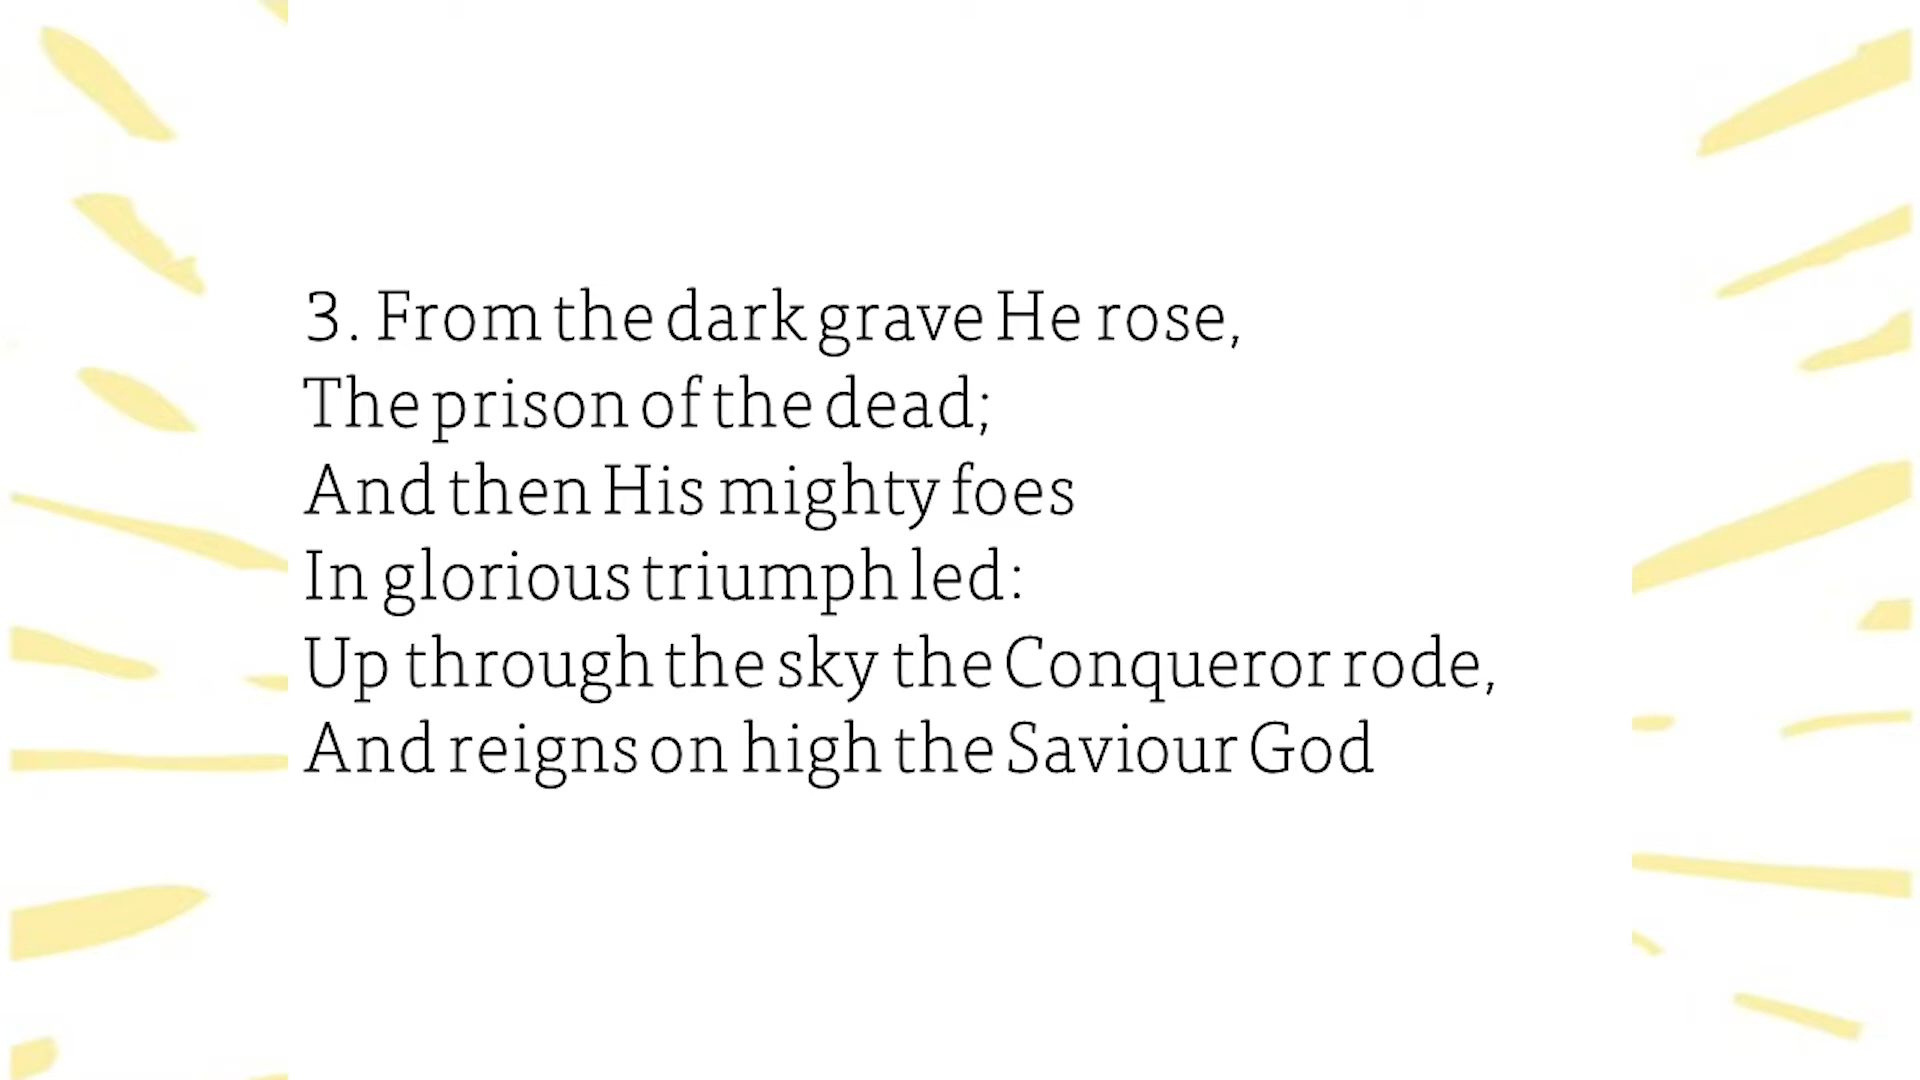 3. From the dark grave He rose,
The prison of the dead;
And then His mighty foes
In glorious triumph led:
Up through the sky the Conqueror rode,
And reigns on high the Saviour God